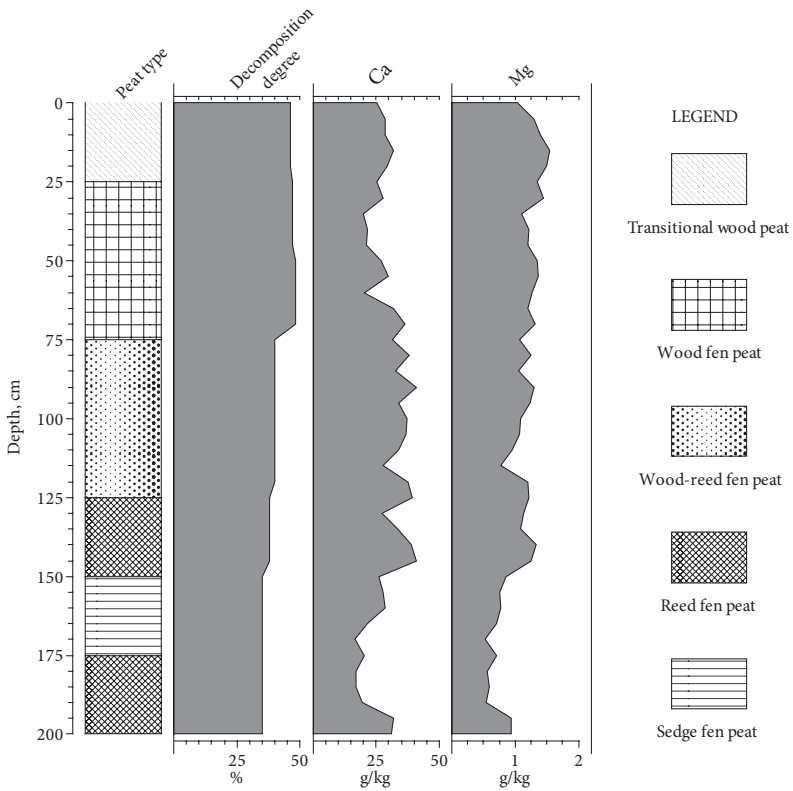 Peat type
Decomposition
degree
Ca
Mg
0
25
50
75
100
125
150
175
200
Depth, cm
25 50
%
25 50
g/kg
1 2
g/kg
LEGEND
Transitional wood peat
Wood fen peat
Wood-reed fen peat
Reed fen peat
Sedge fen peat